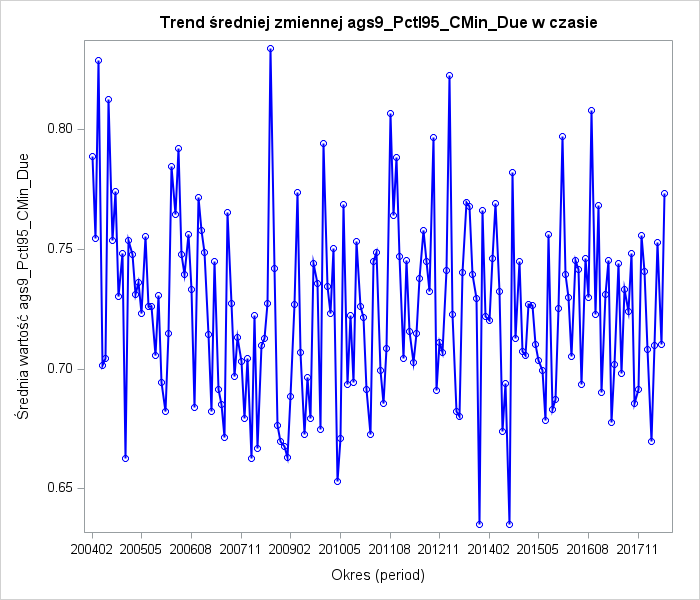 Trend średniej zmiennej ags9_Pctl95_CMin_Due w czasie
Średnia wartość ags9_Pctl95_CMin_Due
0.80
0.75
0.70
0.65
200402 200505 200608 200711 200902 201005 201108 201211 201402 201505 201608 201711
Okres (period)